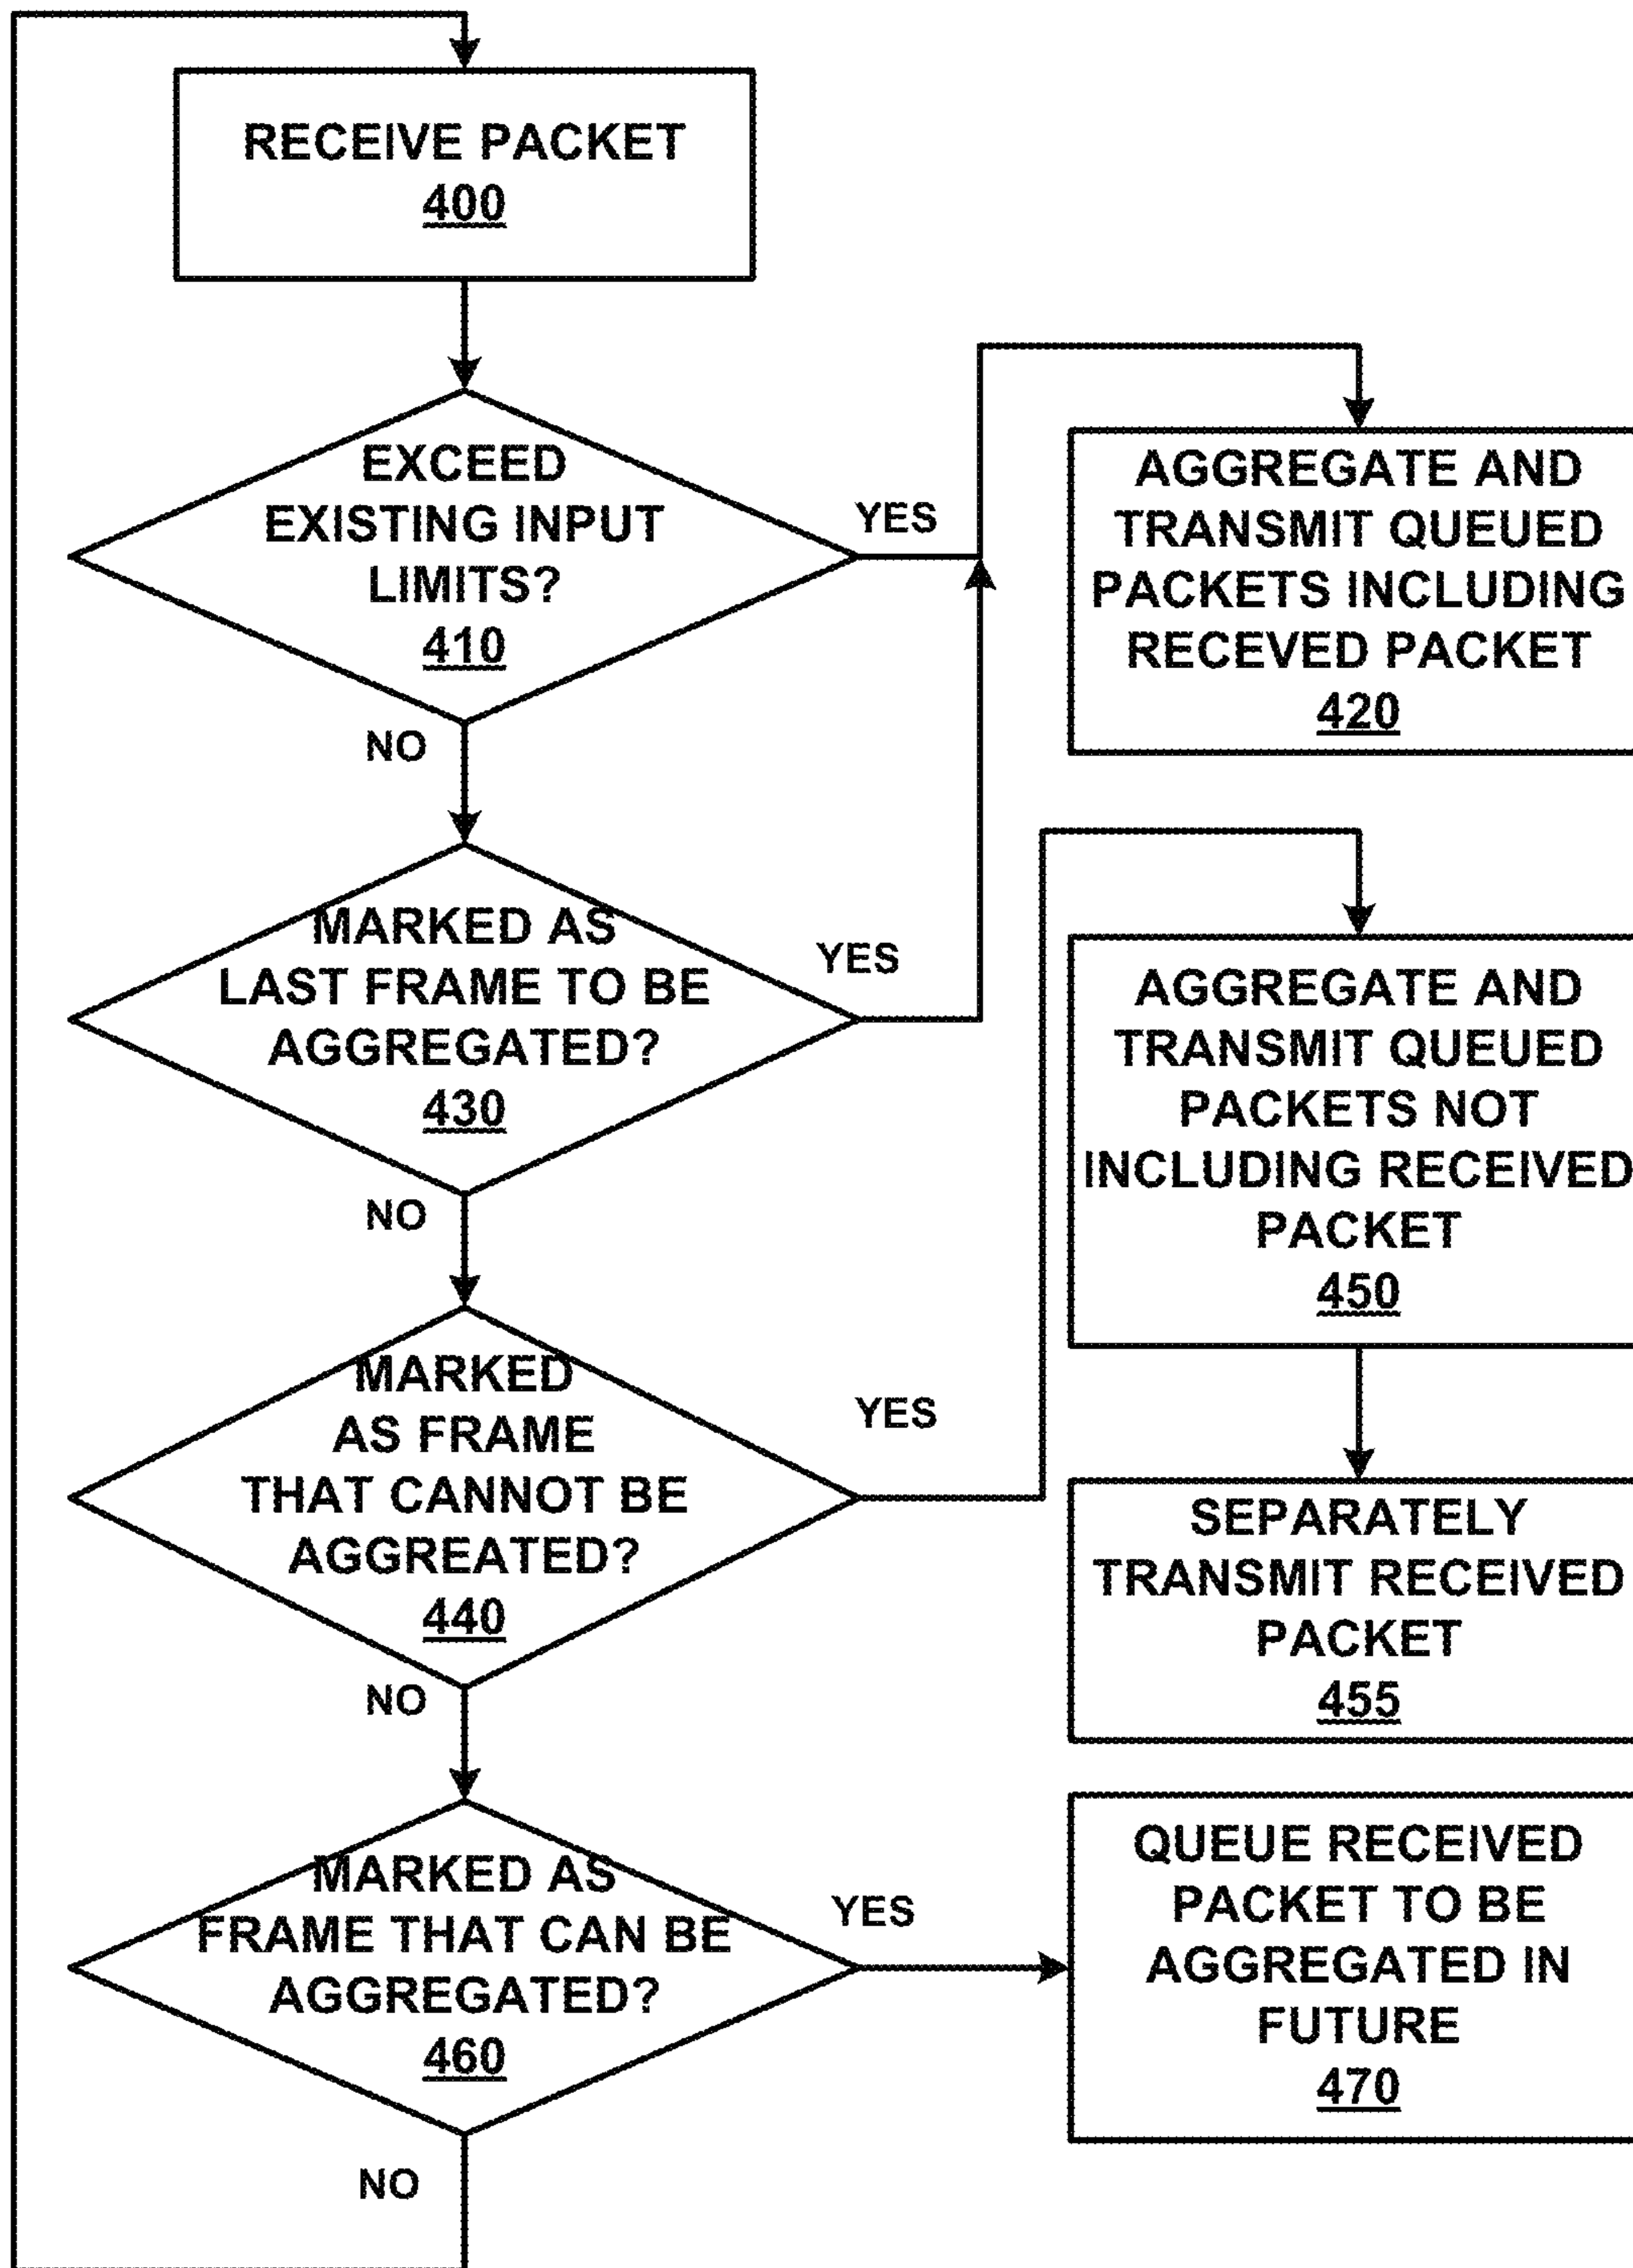 RECEIVE PACKET
400
EXCEED
EXISTING INPUT
LIMITS?
410
YES
NO
AGGREGATE AND
TRANSMIT QUEUED
PACKETS INCLUDING
RECEVED PACKET
420
MARKED AS
LAST FRAME TO BE
AGGREGATED?
430
YES
NO
AGGREGATE AND
TRANSMIT QUEUED
PACKETS NOT
INCLUDING RECEIVED
PACKET
450
MARKED
AS FRAME
THAT CANNOT BE
AGGREATED?
440
YES
NO
SEPARATELY
TRANSMIT RECEIVED
PACKET
455
MARKED AS
FRAME THAT CAN BE
AGGREGATED?
460
YES
NO
QUEUE RECEIVED
PACKET TO BE
AGGREGATED IN
FUTURE
470